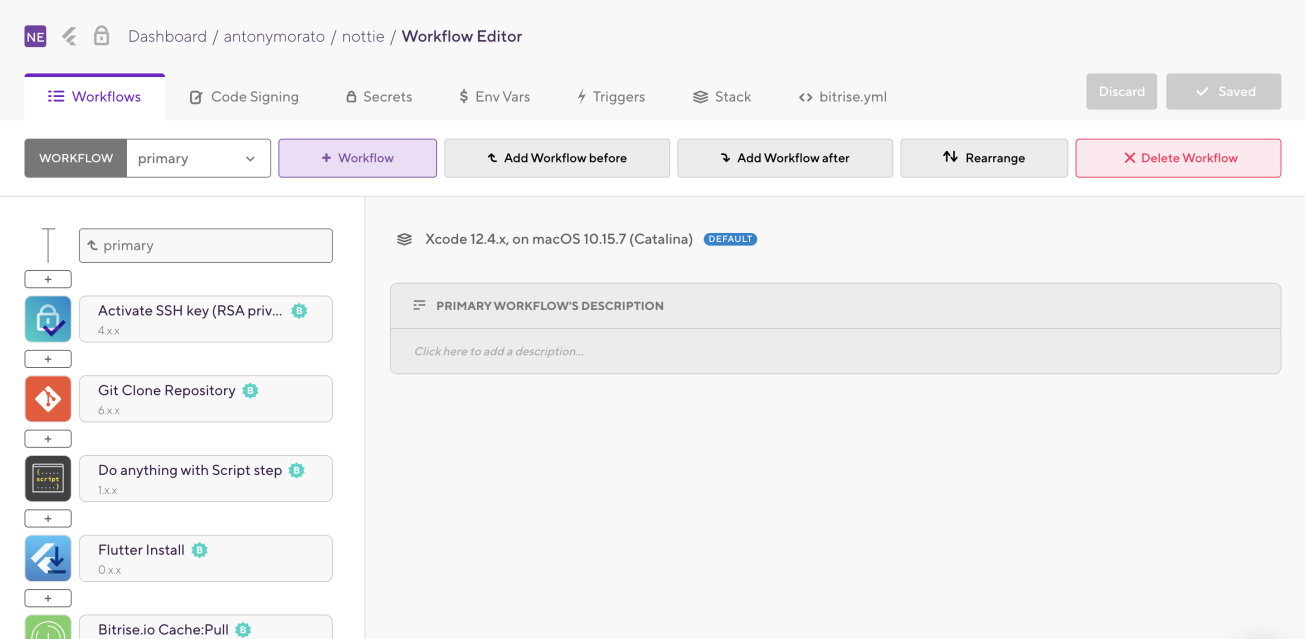 NE Dashboard / antonymorato / nottie / Workflow Editor
Workflows Code Signing Secrets $ Env Vars Triggers Stack <> bitrise.yml Discard Saved
WORKFLOW primary + Workflow Add Workflow before Add Workflow after Rearrange Delete Workflow
primary
Xcode 12.4.x, on macOS 10.15.7 (Catalina) DEFAULT
+
Activate SSH key (RSA priv... B
4.x.x
PRIMARY WORKFLOW'S DESCRIPTION
Click here to add a description...
+
Git Clone Repository B
6.x.x
+
{.....
script
.....}
Do anything with Script step B
1.x.x
+
Flutter Install B
0.x.x
+
Bitrise.io Cache:Pull B